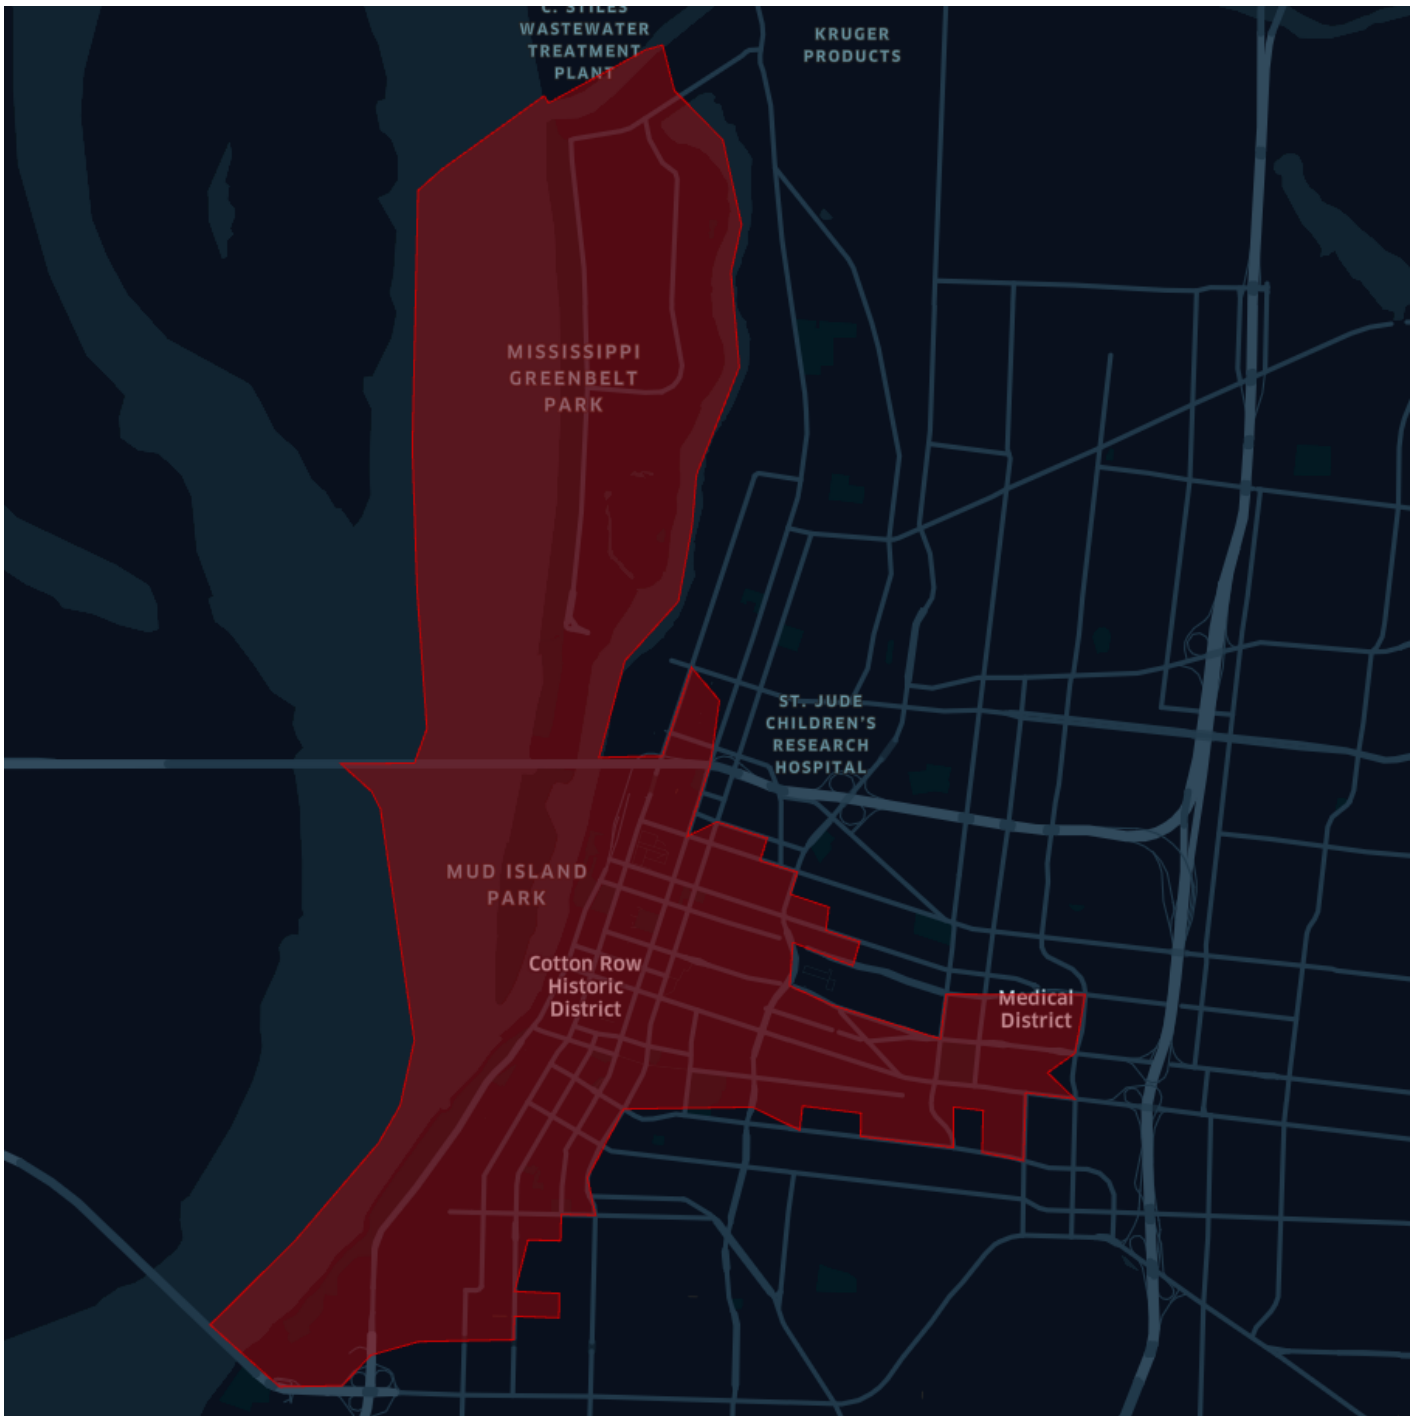 C. STILES
WASTEWATER
TREATMENT
PLANT
KRUGER
PRODUCTS
MISSISSIPPI
GREENBELT
PARK
ST. JUDE
CHILDREN'S
RESEARCH
HOSPITAL
MUD ISLAND
PARK
Cotton Row
Historic
District
Medical
District